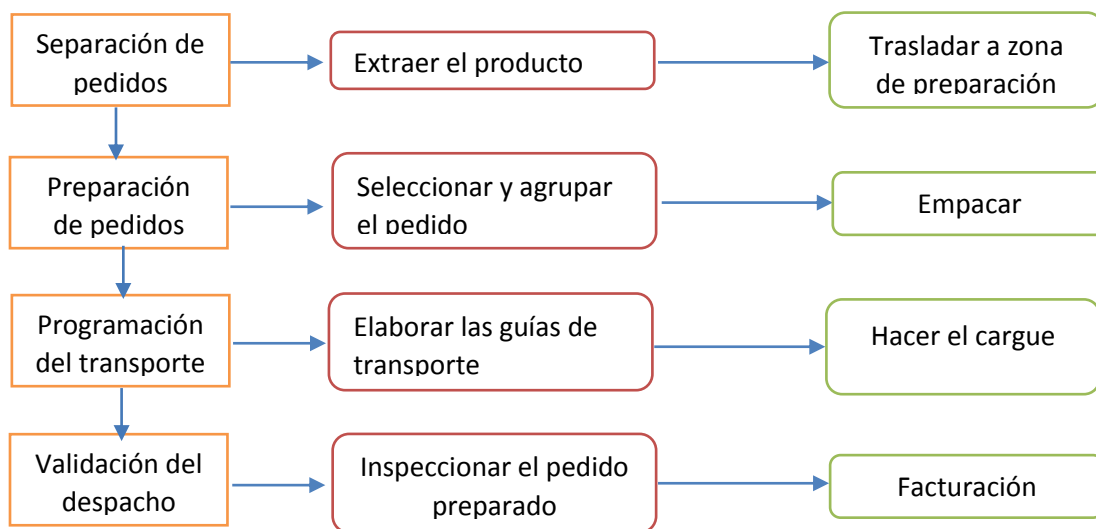 Separación de
pedidos
Extraer el producto
Trasladar a zona
de preparación
Preparación
de pedidos
Seleccionar y agrupar
el pedido
Empacar
Programación
del transporte
Elaborar las guías de
transporte
Hacer el cargue
Validación del
despacho
Inspeccionar el pedido
preparado
Facturación